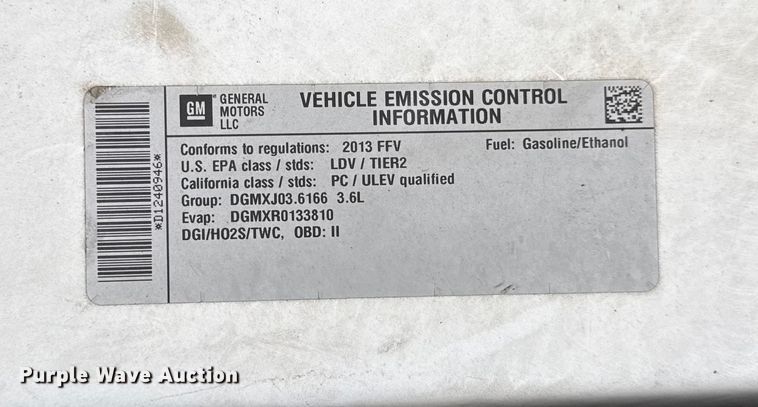 GM
GENERAL
MOTORS
LLC
VEHICLE EMISSION CONTROL
INFORMATION
Conforms to regulations: 2013 FFV
Fuel: Gasoline/Ethanol
U.S. EPA class / stds: LDV / TIER2
California class / stds: PC / ULEV qualified
Group: DGMXJ03.6166 3.6L
Evap: DGMXR0133810
DGI/HO2S/TWC, OBD: II
*D1240946*
Purple Wave Auction